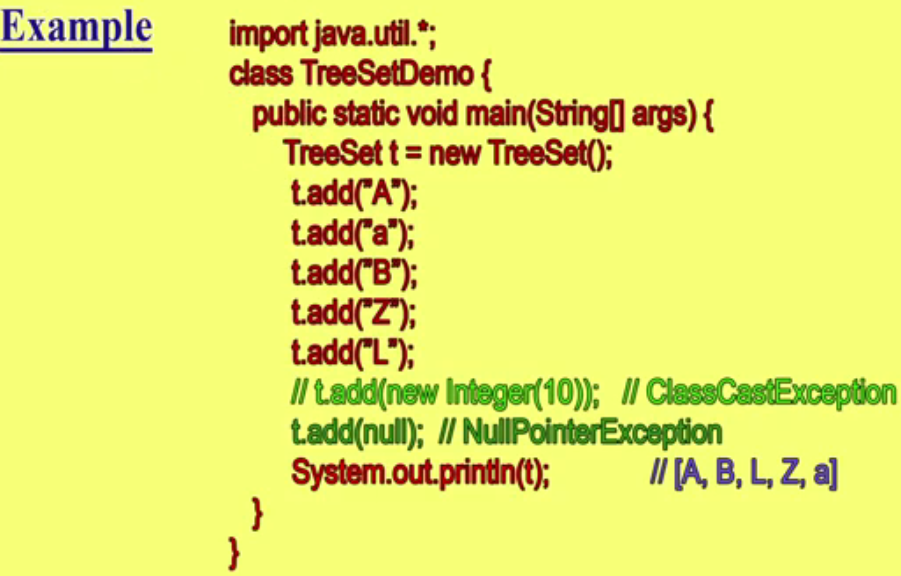 Example
import java.util.*;
class TreeSetDemo {
public static void main(String[] args) {
TreeSet t = new TreeSet();
t.add("A");
t.add("a");
t.add("B");
t.add("Z");
t.add("L");
// t.add(new Integer(10)); // ClassCastException
t.add(null); // NullPointerException
System.out.println(t); // [A, B, L, Z, a]
}
}